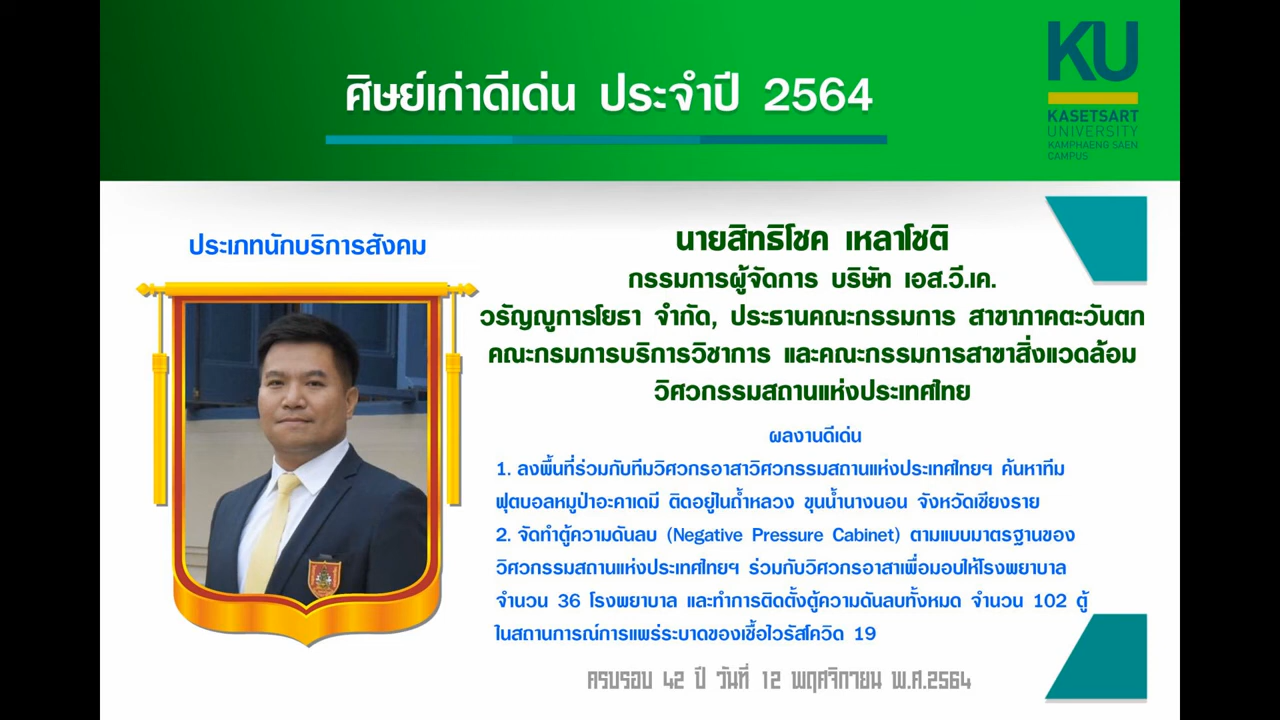 ศิษย์เก่าดีเด่น ประจำปี 2564
KU
KASETSART
UNIVERSITY
KAMPHAENG SAEN
CAMPUS
ประเภทนักบริการสังคม
นายสิทธิโชค เหลาโชติ
กรรมการผู้จัดการ บริษัท เอส.วี.เค.
วรัญญูการโยธา จำกัด, ประธานคณะกรรมการ สาขาภาคตะวันตก
คณะกรมการบริการวิชาการ และคณะกรรมการสาขาสิ่งแวดล้อม
วิศวกรรมสถานแห่งประเทศไทย
ผลงานดีเด่น
1. ลงพื้นที่ร่วมกับทีมวิศวกรอาสาวิศวกรรมสถานแห่งประเทศไทยฯ ค้นหาทีม
ฟุตบอลหมูป่าอะคาเดมี ติดอยู่ในถ้ำหลวง ขุนน้ำนางนอน จังหวัดเชียงราย
2. จัดทำตู้ความดันลบ (Negative Pressure Cabinet) ตามแบบมาตรฐานของ
วิศวกรรมสถานแห่งประเทศไทยฯ ร่วมกับวิศวกรอาสาเพื่อมอบให้โรงพยาบาล
จำนวน 36 โรงพยาบาล และทำการติดตั้งตู้ความดันลบทั้งหมด จำนวน 102 ตู้
ในสถานการณ์การแพร่ระบาดของเชื้อไวรัสโควิด 19
ครบรอบ 42 ปี วันที่ 12 พฤศจิกายน พ.ศ.2564